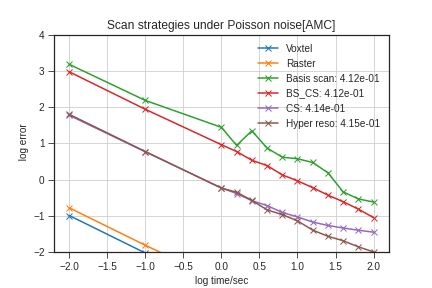 Scan strategies under Poisson noise[AMC]
4
3
2
1
0
−1
−2
log error
Voxtel
Raster
Basis scan: 4.12e-01
BS_CS: 4.12e-01
CS: 4.14e-01
Hyper reso: 4.15e-01
−2.0 −1.5 −1.0 −0.5 0.0 0.5 1.0 1.5 2.0
log time/sec